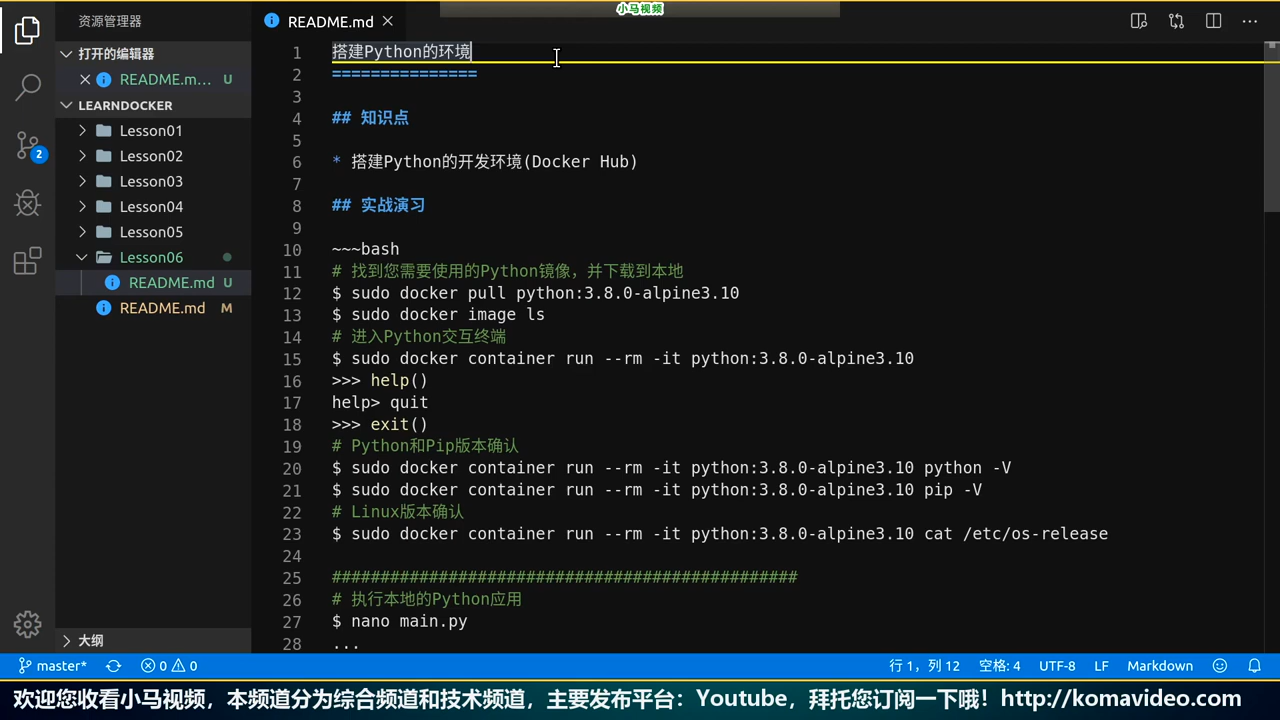 小马视频
资源管理器
README.md
打开的编辑器
README.m... U
LEARNDOCKER
Lesson01
Lesson02
Lesson03
Lesson04
Lesson05
Lesson06
README.md U
README.md M
大纲
1 搭建Python的环境
2 ===============
3
4 ## 知识点
5
6 * 搭建Python的开发环境(Docker Hub)
7
8 ## 实战演习
9
10 ~~~bash
11 # 找到您需要使用的Python镜像，并下载到本地
12 $ sudo docker pull python:3.8.0-alpine3.10
13 $ sudo docker image ls
14 # 进入Python交互终端
15 $ sudo docker container run --rm -it python:3.8.0-alpine3.10
16 >>> help()
17 help> quit
18 >>> exit()
19 # Python和Pip版本确认
20 $ sudo docker container run --rm -it python:3.8.0-alpine3.10 python -V
21 $ sudo docker container run --rm -it python:3.8.0-alpine3.10 pip -V
22 # Linux版本确认
23 $ sudo docker container run --rm -it python:3.8.0-alpine3.10 cat /etc/os-release
24
25 ################################################
26 # 执行本地的Python应用
27 $ nano main.py
28 ...
2
master* 0 0 行 1，列 12 空格: 4 UTF-8 LF Markdown
欢迎您收看小马视频，本频道分为综合频道和技术频道，主要发布平台：Youtube，拜托您订阅一下哦！http://komavideo.com